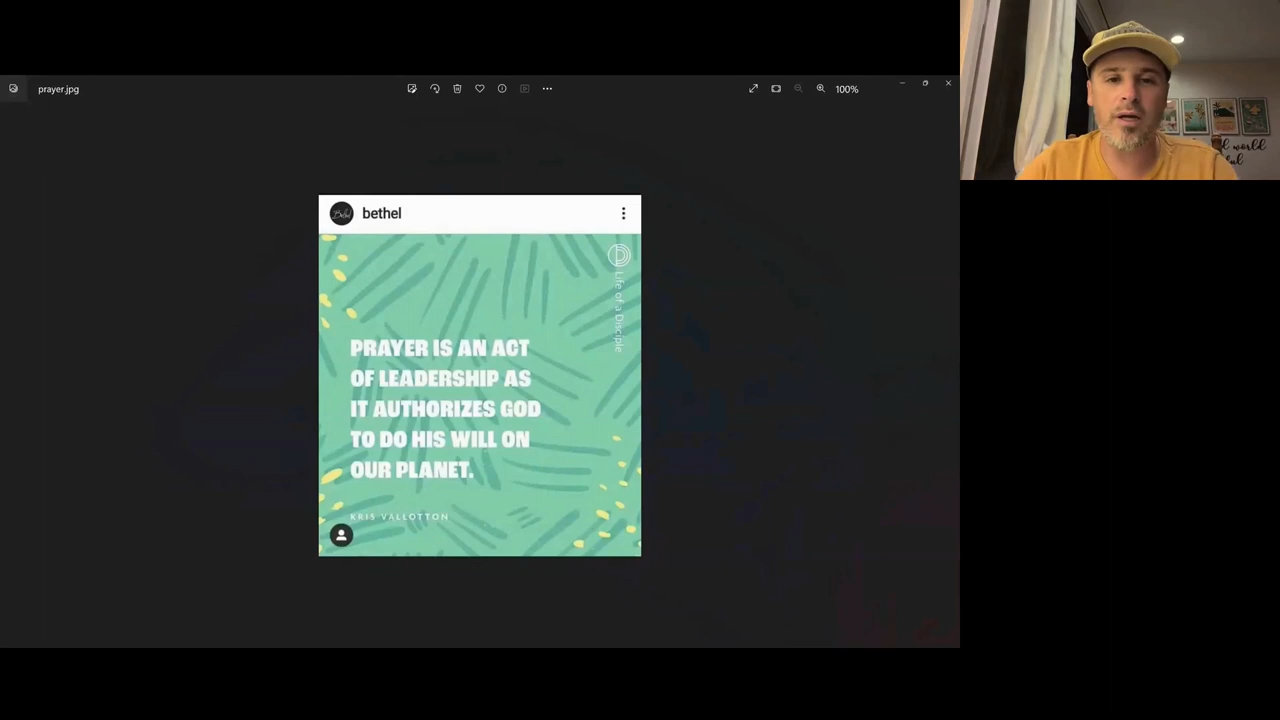 prayer.jpg
100%
bethel
Life of a Disciple
PRAYER IS AN ACT
OF LEADERSHIP AS
IT AUTHORIZES GOD
TO DO HIS WILL ON
OUR PLANET.
KRIS VALLOTTON
world